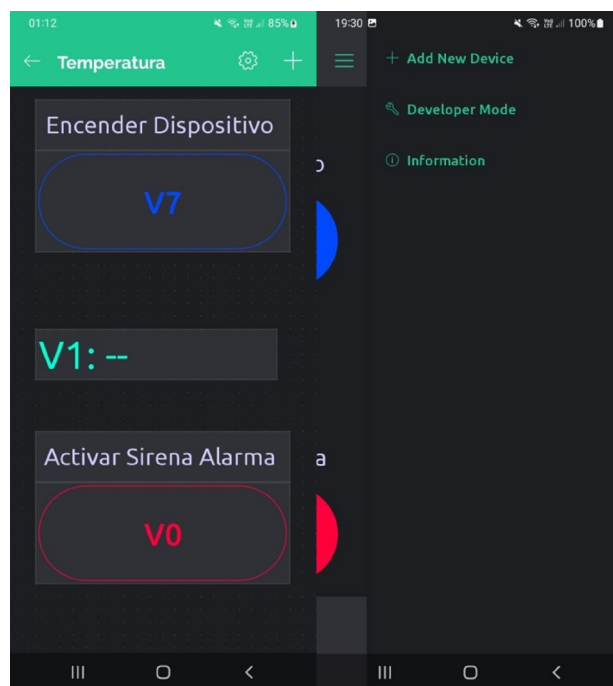 01:12 85%
Temperatura
Encender Dispositivo
V7
V1: --
Activar Sirena Alarma
V0
19:30 100%
Add New Device
Developer Mode
Information
o
a